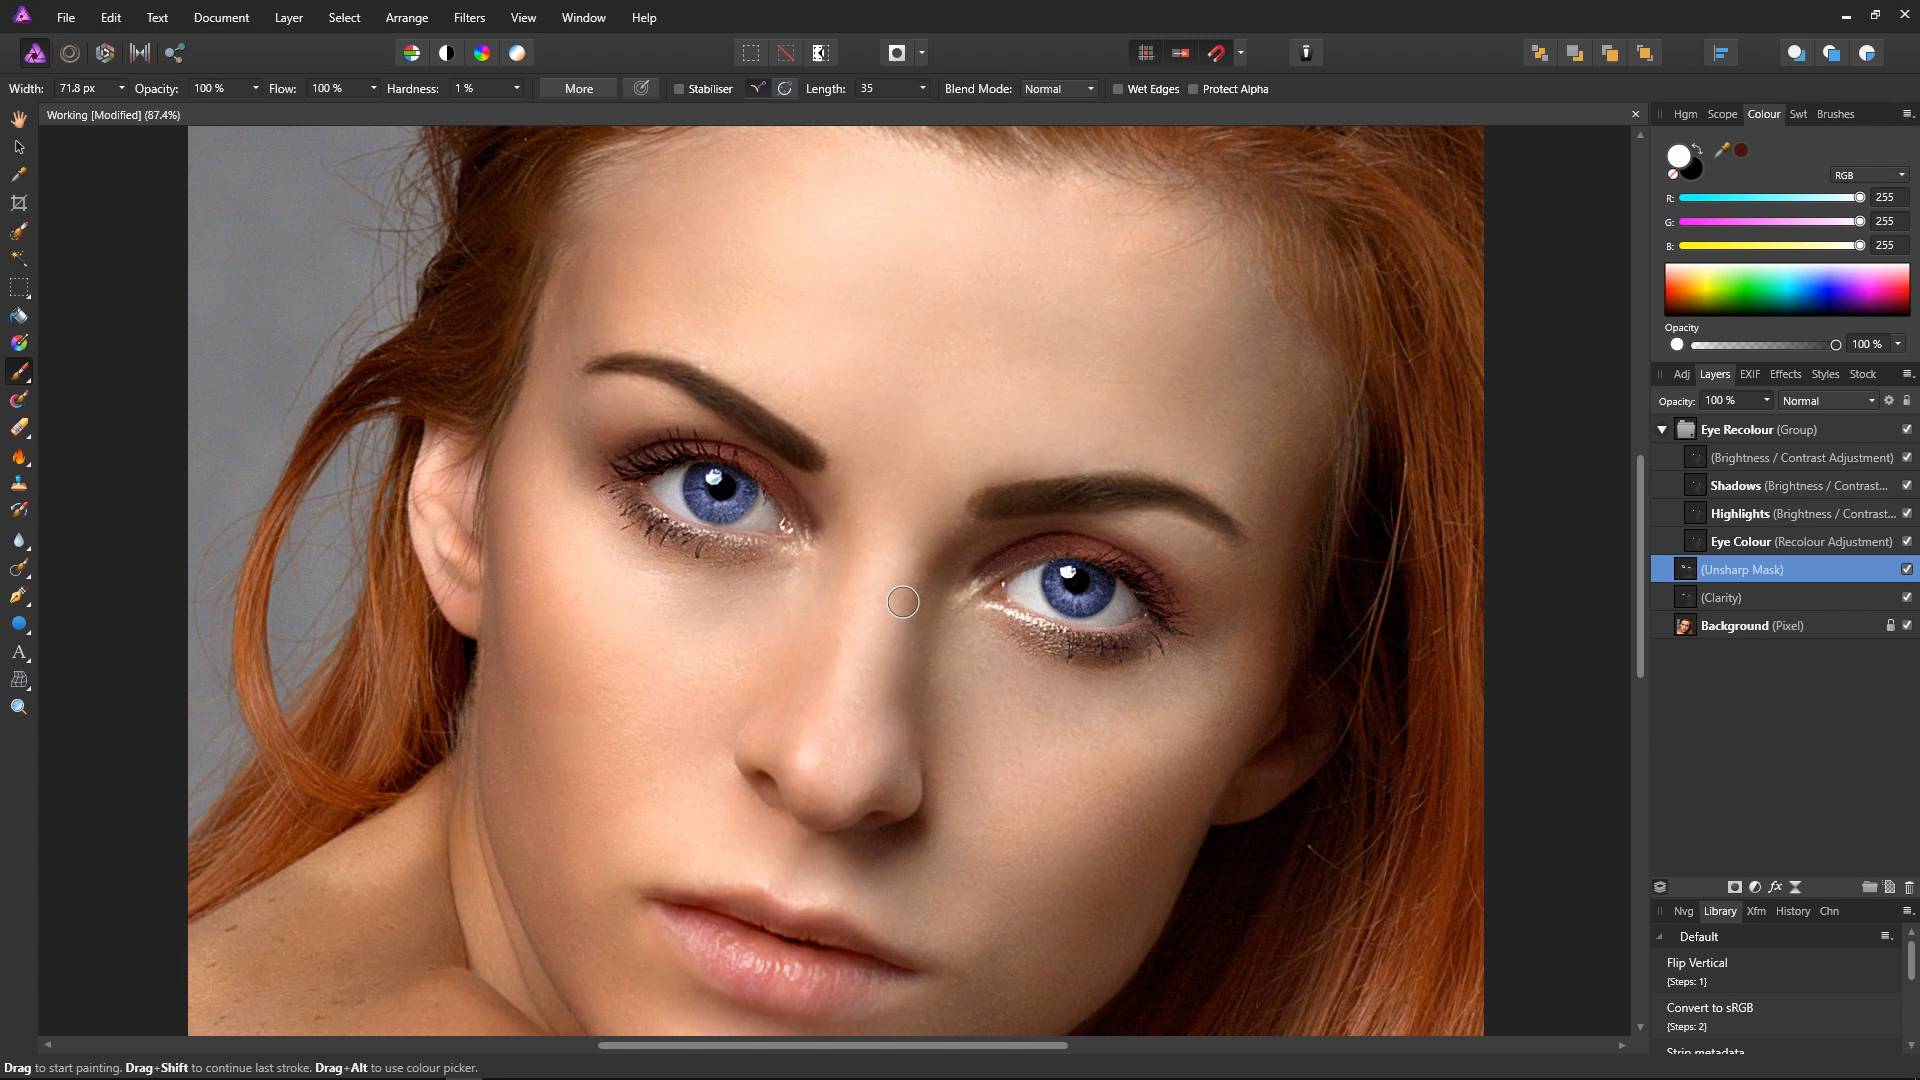 File Edit Text Document Layer Select Arrange Filters View Window Help
Width: 71.8 px Opacity: 100 % Flow: 100 % Hardness: 1 % More Stabiliser Length: 35 Blend Mode: Normal Wet Edges Protect Alpha
Working [Modified] (87.4%)
Hgm Scope Colour Swt Brushes
RGB
R: 255
G: 255
B: 255
Opacity
100 %
Adj Layers EXIF Effects Styles Stock
Opacity: 100 % Normal
Eye Recolour (Group)
(Brightness / Contrast Adjustment)
Shadows (Brightness / Contrast...
Highlights (Brightness / Contrast...
Eye Colour (Recolour Adjustment)
(Unsharp Mask)
(Clarity)
Background (Pixel)
fx
Nvg Library Xfm History Chn
Default
Flip Vertical
{Steps: 1}
Convert to sRGB
{Steps: 2}
Strip metadata
Drag to start painting. Drag+Shift to continue last stroke. Drag+Alt to use colour picker.